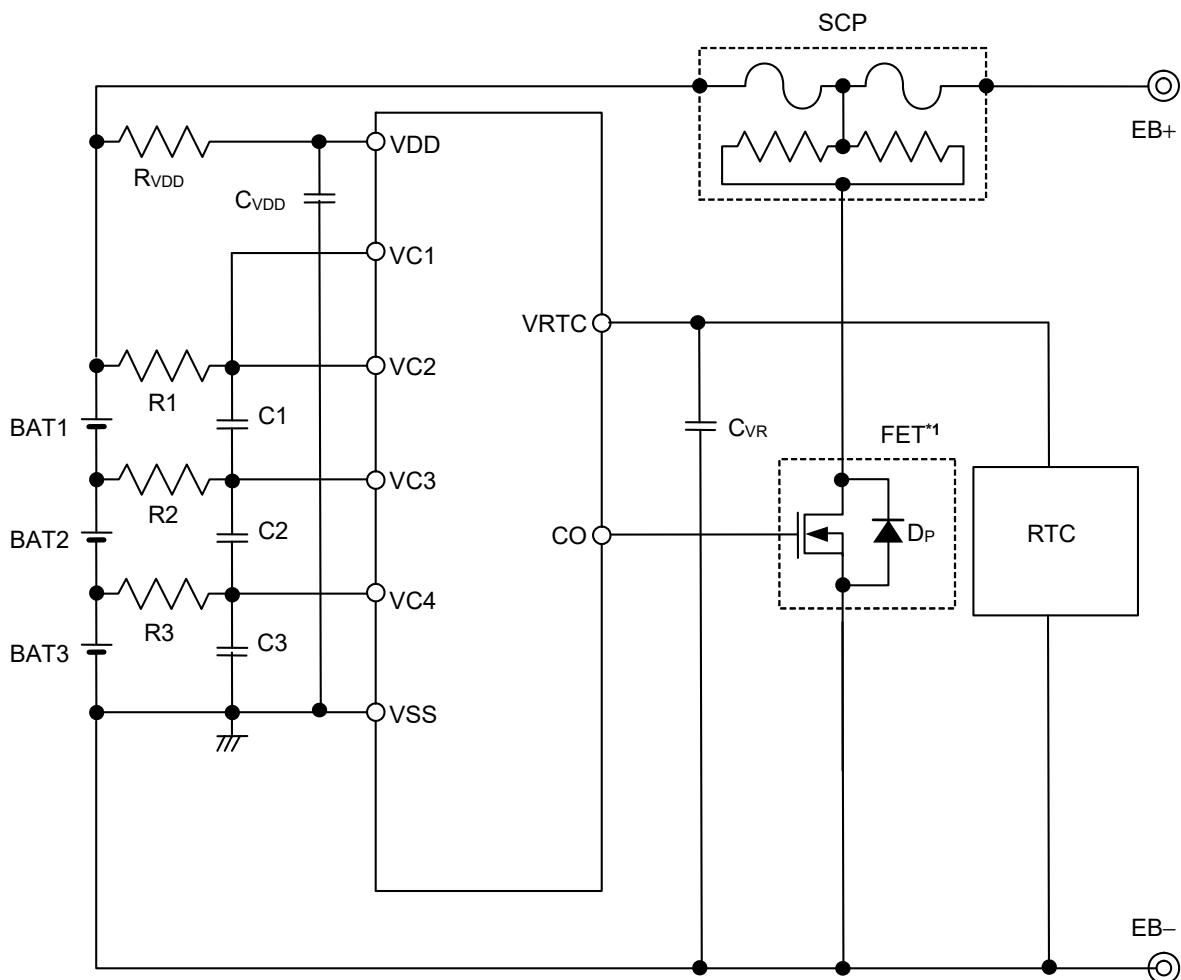 SCP
EB+
VDD
RVDD
CVDD
VC1
VRTC
VC2
R1
C1
BAT1
CVR
FET*1
VC3
R2
C2
BAT2
CO
DP
RTC
VC4
R3
C3
BAT3
VSS
EB−